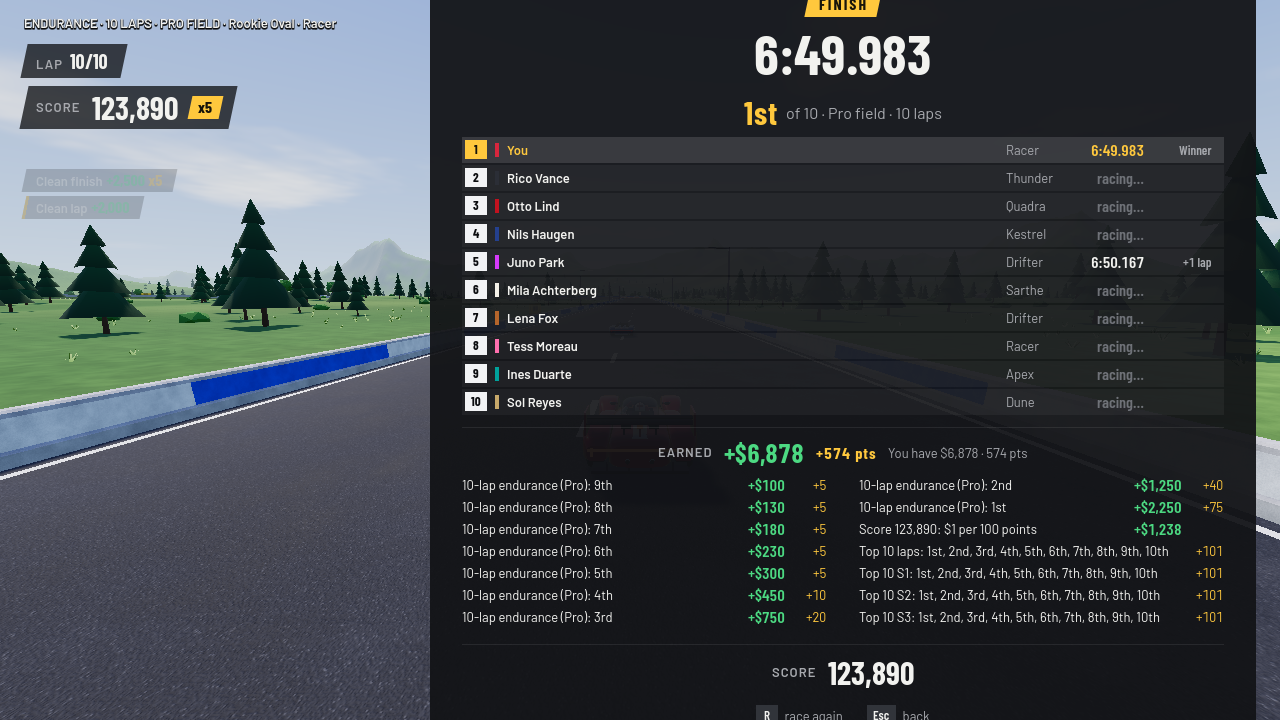 ENDURANCE · 10 LAPS · PRO FIELD · Rookie Oval · Racer
LAP 10/10
SCORE 123,890 x5
Clean finish x5
Clean lap
FINISH
6:49.983
1st of 10 · Pro field · 10 laps
1 You Racer 6:49.983 Winner
2 Rico Vance Thunder racing...
3 Otto Lind Quadra racing...
4 Nils Haugen Kestrel racing...
5 Juno Park Drifter 6:50.167 +1 lap
6 Mila Achterberg Sarthe racing...
7 Lena Fox Drifter racing...
8 Tess Moreau Racer racing...
9 Ines Duarte Apex racing...
10 Sol Reyes Dune racing...
EARNED +$6,878 +574 pts You have $6,878 · 574 pts
10-lap endurance (Pro): 9th +$100 +5
10-lap endurance (Pro): 8th +$130 +5
10-lap endurance (Pro): 7th +$180 +5
10-lap endurance (Pro): 6th +$230 +5
10-lap endurance (Pro): 5th +$300 +5
10-lap endurance (Pro): 4th +$450 +10
10-lap endurance (Pro): 3rd +$750 +20
10-lap endurance (Pro): 2nd +$1,250 +40
10-lap endurance (Pro): 1st +$2,250 +75
Score 123,890: $1 per 100 points +$1,238
Top 10 laps: 1st, 2nd, 3rd, 4th, 5th, 6th, 7th, 8th, 9th, 10th +101
Top 10 S1: 1st, 2nd, 3rd, 4th, 5th, 6th, 7th, 8th, 9th, 10th +101
Top 10 S2: 1st, 2nd, 3rd, 4th, 5th, 6th, 7th, 8th, 9th, 10th +101
Top 10 S3: 1st, 2nd, 3rd, 4th, 5th, 6th, 7th, 8th, 9th, 10th +101
SCORE 123,890
R race again Esc back